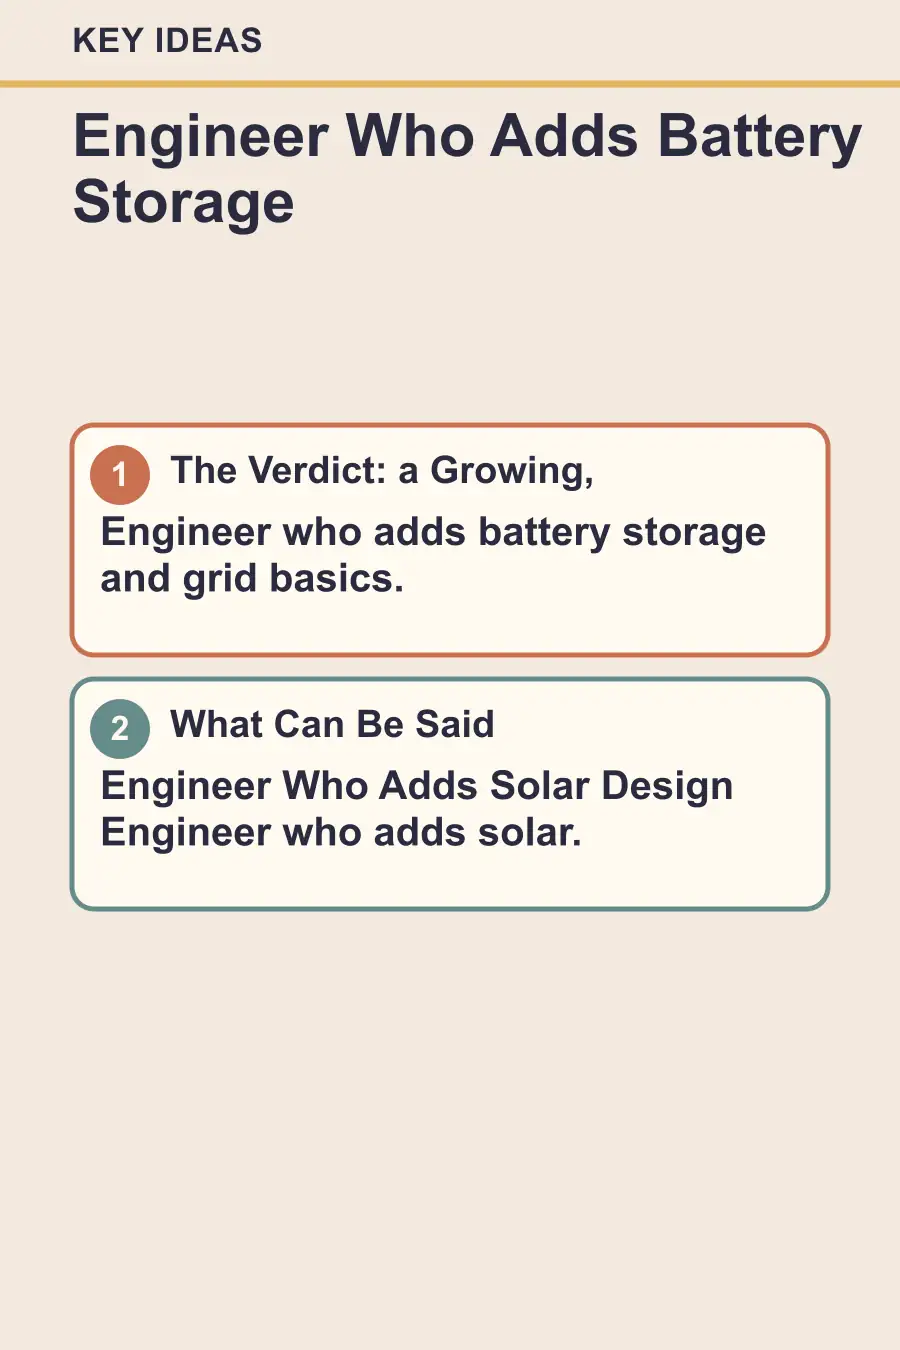 KEY IDEAS
Engineer Who Adds Battery
Storage
1 The Verdict: a Growing,
Engineer who adds battery storage
and grid basics.
2 What Can Be Said
Engineer Who Adds Solar Design
Engineer who adds solar.